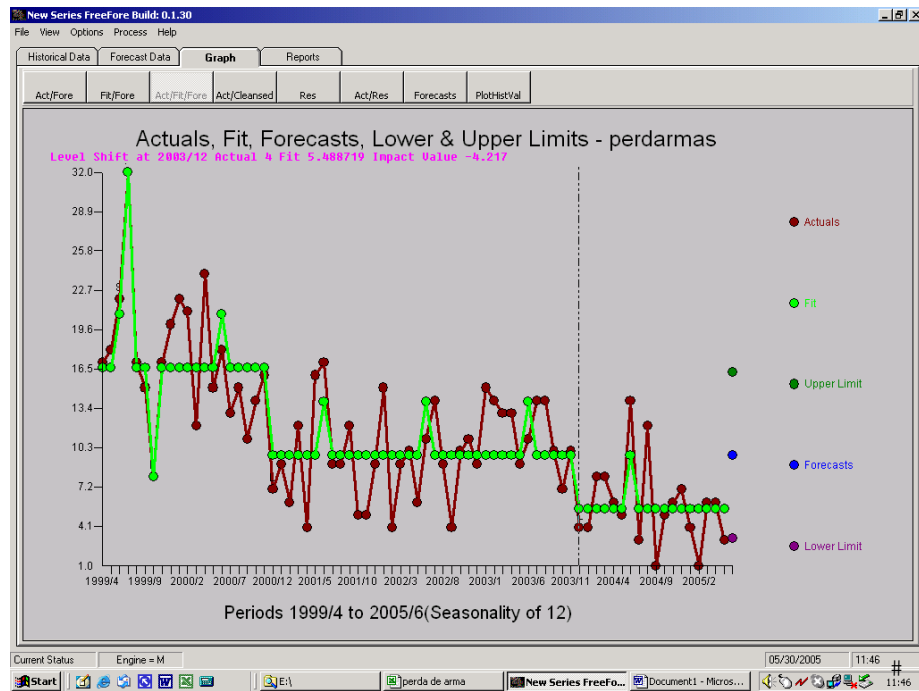 New Series FreeFore Build: 0.1.30
File View Options Process Help
Historical Data Forecast Data Graph Reports
Act/Fore Fit/Fore Act/Fit/Fore Act/Cleansed Res Act/Res Forecasts PlotHistVal
Actuals, Fit, Forecasts, Lower & Upper Limits - perdarmas
Level Shift at 2003/12 Actual 4 Fit 5.488719 Impact Value -4.217
32.0
28.9
25.8
22.7
19.6
16.5
13.4
10.3
7.2
4.1
1.0
Actuals
Fit
Upper Limit
Forecasts
Lower Limit
1999/4 1999/9 2000/2 2000/7 2000/12 2001/5 2001/10 2002/3 2002/8 2003/1 2003/6 2003/11 2004/4 2004/9 2005/2
Periods 1999/4 to 2005/6(Seasonality of 12)
Current Status Engine = M 05/30/2005 11:46
#
Start E:\ perda de arma New Series FreeFo... Document1 - Micros... 11:46